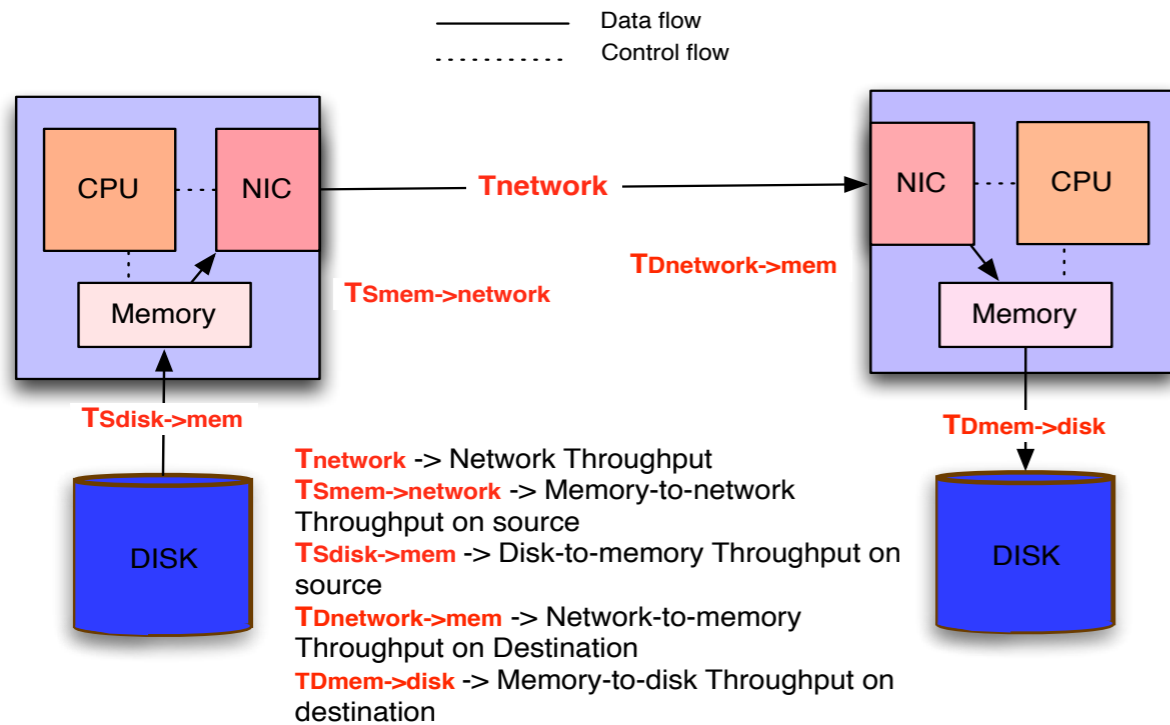 Data flow
Control flow
CPU
NIC
Tnetwork
NIC
CPU
TDnetwork->mem
TSmem->network
Memory
Memory
TSdisk->mem
TDmem->disk
Tnetwork -> Network Throughput
TSmem->network -> Memory-to-network
Throughput on source
TSdisk->mem -> Disk-to-memory Throughput on
source
TDnetwork->mem -> Network-to-memory
Throughput on Destination
TDmem->disk -> Memory-to-disk Throughput on
destination
DISK
DISK